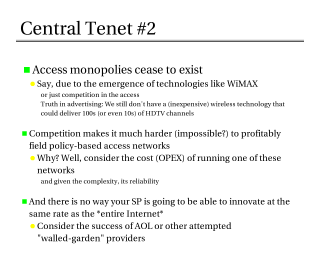 Central Tenet #2
Access monopolies cease to exist
Say, due to the emergence of technologies like WiMAX
or just competition in the access
Truth in advertising: We still don't have a (inexpensive) wireless technology that
could deliver 100s (or even 10s) of HDTV channels
Competition makes it much harder (impossible?) to profitably
field policy-based access networks
Why? Well, consider the cost (OPEX) of running one of these
networks
and given the complexity, its reliability
And there is no way your SP is going to be able to innovate at the
same rate as the *entire Internet*
Consider the success of AOL or other attempted
"walled-garden" providers